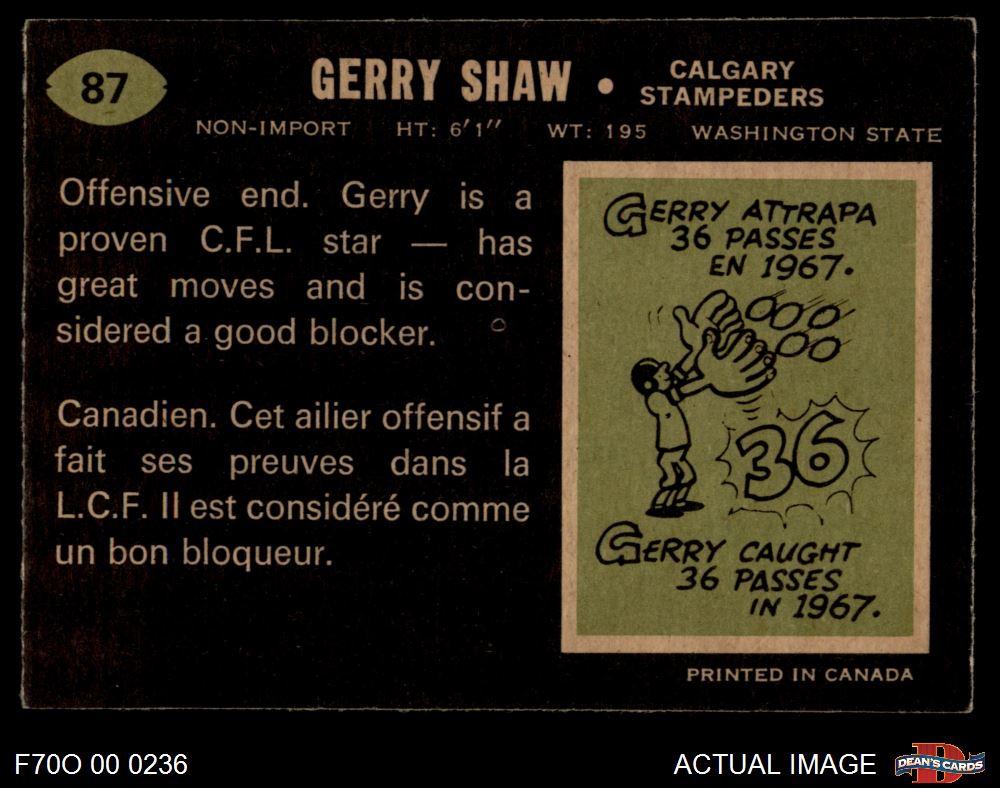 87
GERRY SHAW • CALGARY STAMPEDERS
NON-IMPORT HT: 6'1" WT: 195 WASHINGTON STATE
Offensive end. Gerry is a
proven C.F.L. star — has
great moves and is con-
sidered a good blocker.
Canadien. Cet ailier offensif a
fait ses preuves dans la
L.C.F. Il est considéré comme
un bon bloqueur.
GERRY ATTRAPA
36 PASSES
EN 1967.
36
GERRY CAUGHT
36 PASSES
IN 1967.
PRINTED IN CANADA
F70O 00 0236
ACTUAL IMAGE
D
DEAN'S CARDS